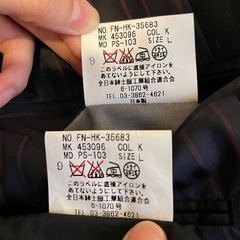 NO. FN-HK-35683
MK 453096 COL. K
MD. PS-103 SIZE L
9
このラベルに直接アイロンを
あてないようにして下さい。
全日本紳士服工業組合連合会
6-1070号
TEL. 03-3862-4621
日本製
NO. FN-HK-35683
MK 453096 COL. K
MD. PS-103 SIZE L
9
このラベルに直接アイロンを
あてないようにして下さい。
全日本紳士服工業組合連合会
6-1070号
TEL. 03-3862-4621